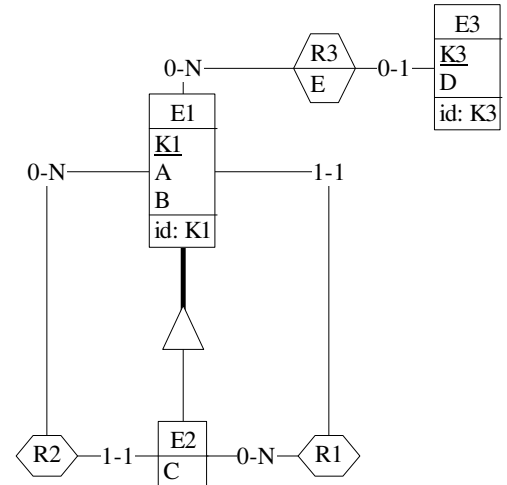 E3
R3
K3
0-N
0-1
E
D
E1
id: K3
K1
0-N
A
1-1
B
id: K1
E2
R2
1-1
0-N
R1
C